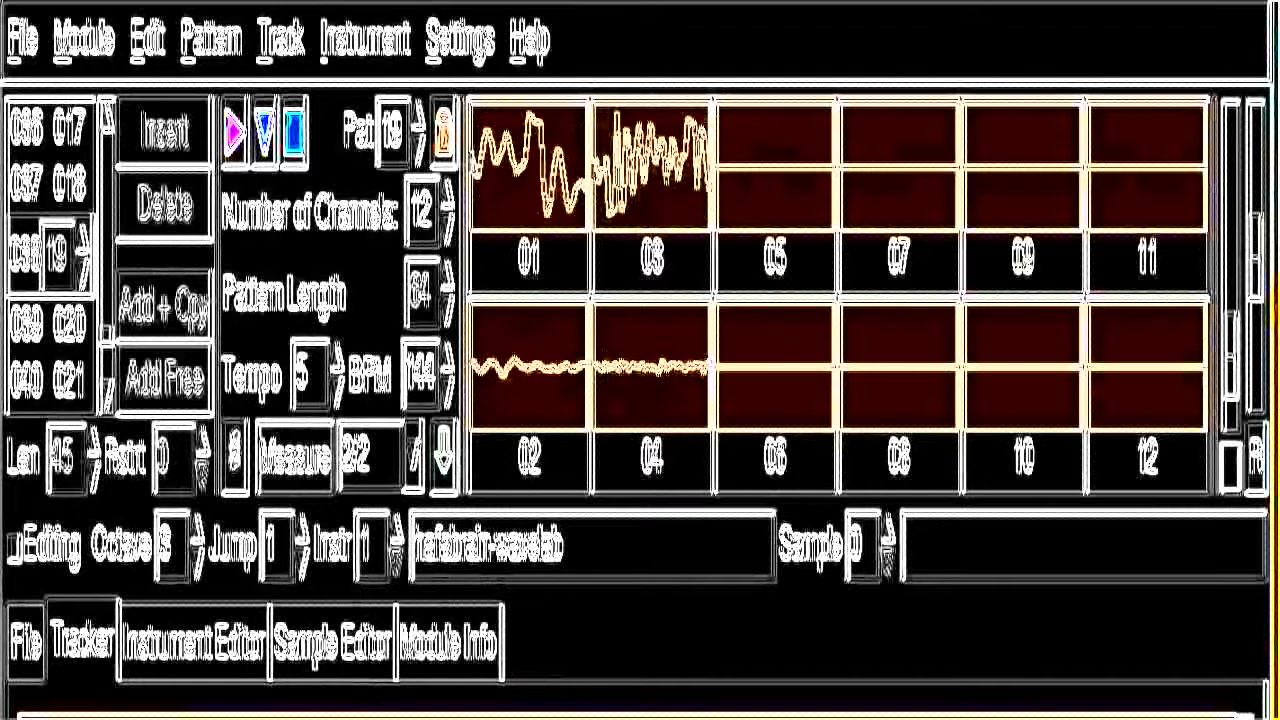 File Module Edit Pattern Track Instrument Settings Help
036 017
037 018
038 19
039 020
040 021
Insert
Delete
Add + Cpy
Add Free
Pat 19
Number of Channels: 12
Pattern Length 64
Tempo 5 BPM 144
Len 45 Rstrt 0
Measure 2/2
01 03 05 07 09 11
02 04 06 08 10 12
Editing Octave 3 Jump 1 Instr 1 Sample 0
File Tracker Instrument Editor Sample Editor Module Info